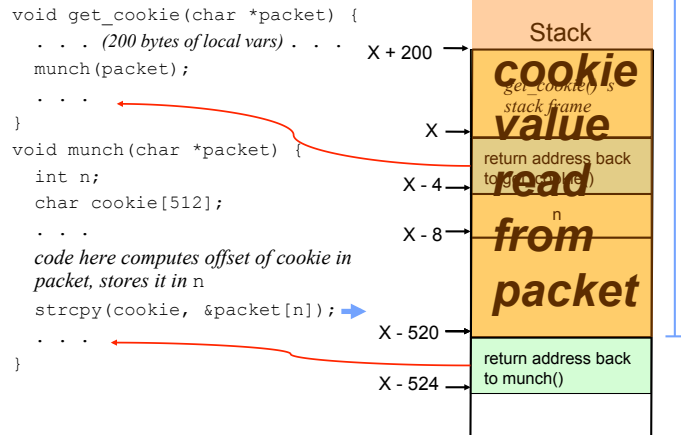 void get_cookie(char *packet) {
. . . (200 bytes of local vars) . . .
munch(packet);
. . .
}
void munch(char *packet) {
int n;
char cookie[512];
. . .
code here computes offset of cookie in
packet, stores it in n
strcpy(cookie, &packet[n]);
. . .
}
X + 200
X
X - 4
X - 8
X - 520
X - 524
Stack
get_cookie()'s
stack frame
return address back
to get_cookie()
n
cookie
value
read
from
packet
return address back
to munch()